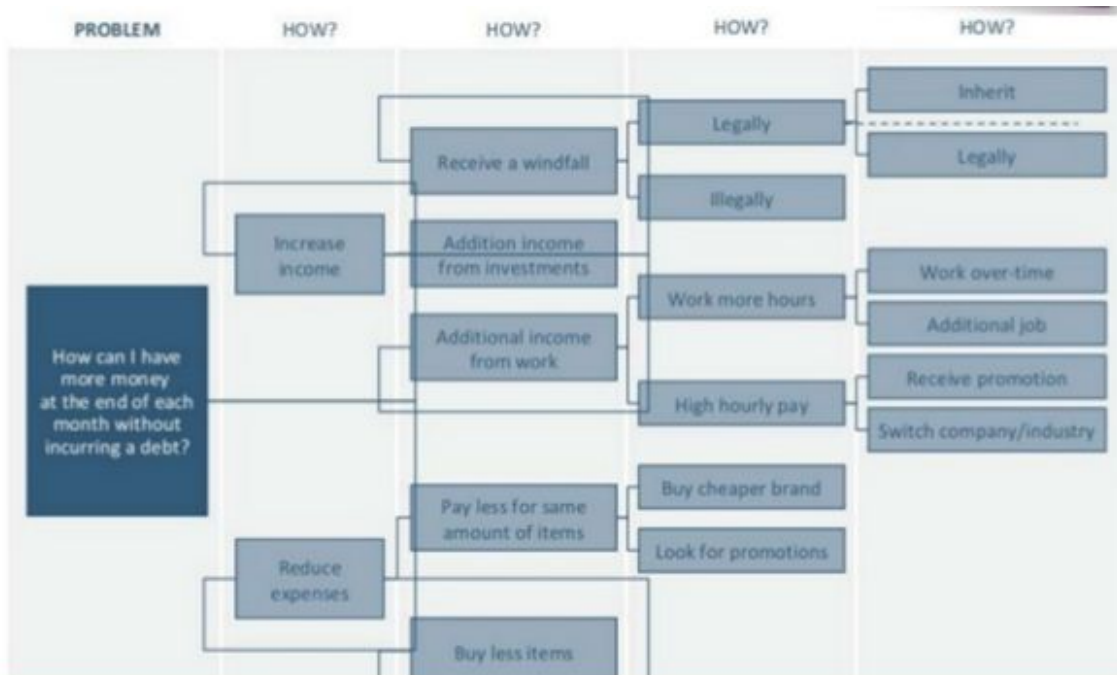 PROBLEM
HOW?
HOW?
HOW?
HOW?
How can I have
more money
at the end of each
month without
incurring a debt?
Increase
income
Reduce
expenses
Receive a windfall
Addition income
from investments
Additional income
from work
Pay less for same
amount of items
Buy less items
Legally
Illegally
Work more hours
High hourly pay
Buy cheaper brand
Look for promotions
Inherit
Legally
Work over-time
Additional job
Receive promotion
Switch company/industry